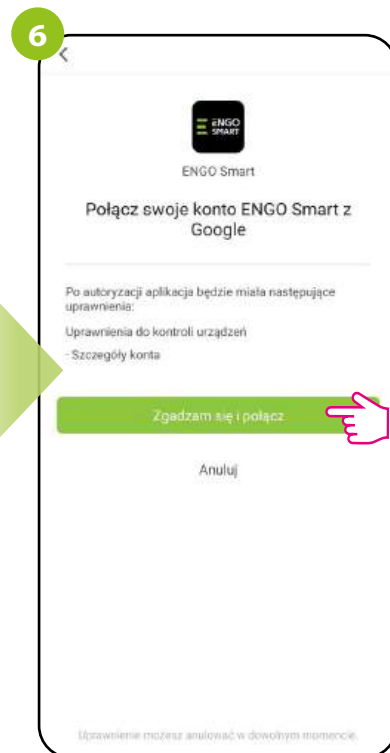 6
ENGO
SMART
ENGO Smart
Połącz swoje konto ENGO Smart z
Google
Po autoryzacji aplikacja będzie miała następujące
uprawnienia:
Uprawnienia do kontroli urządzeń
- Szczegóły konta
Zgadzam się i połącz
Anuluj
Uprawnienie możesz anulować w dowolnym momencie.